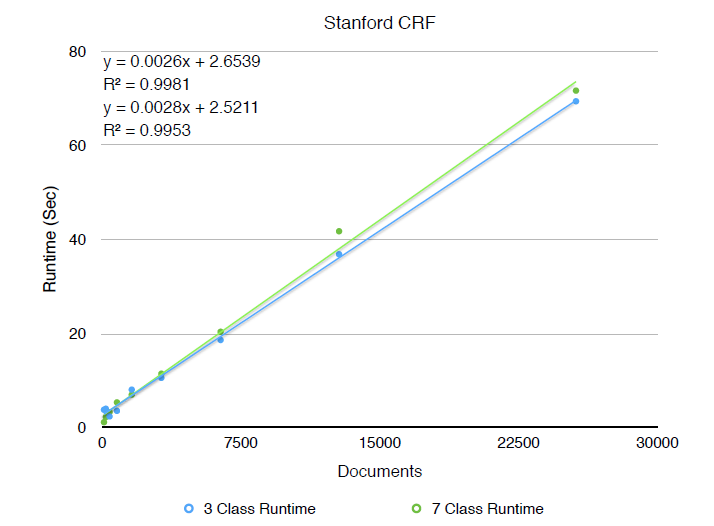 Stanford CRF
80
y = 0.0026x + 2.6539
R² = 0.9981
y = 0.0028x + 2.5211
R² = 0.9953
60
40
20
0
Runtime (Sec)
0 7500 15000 22500 30000
Documents
3 Class Runtime 7 Class Runtime